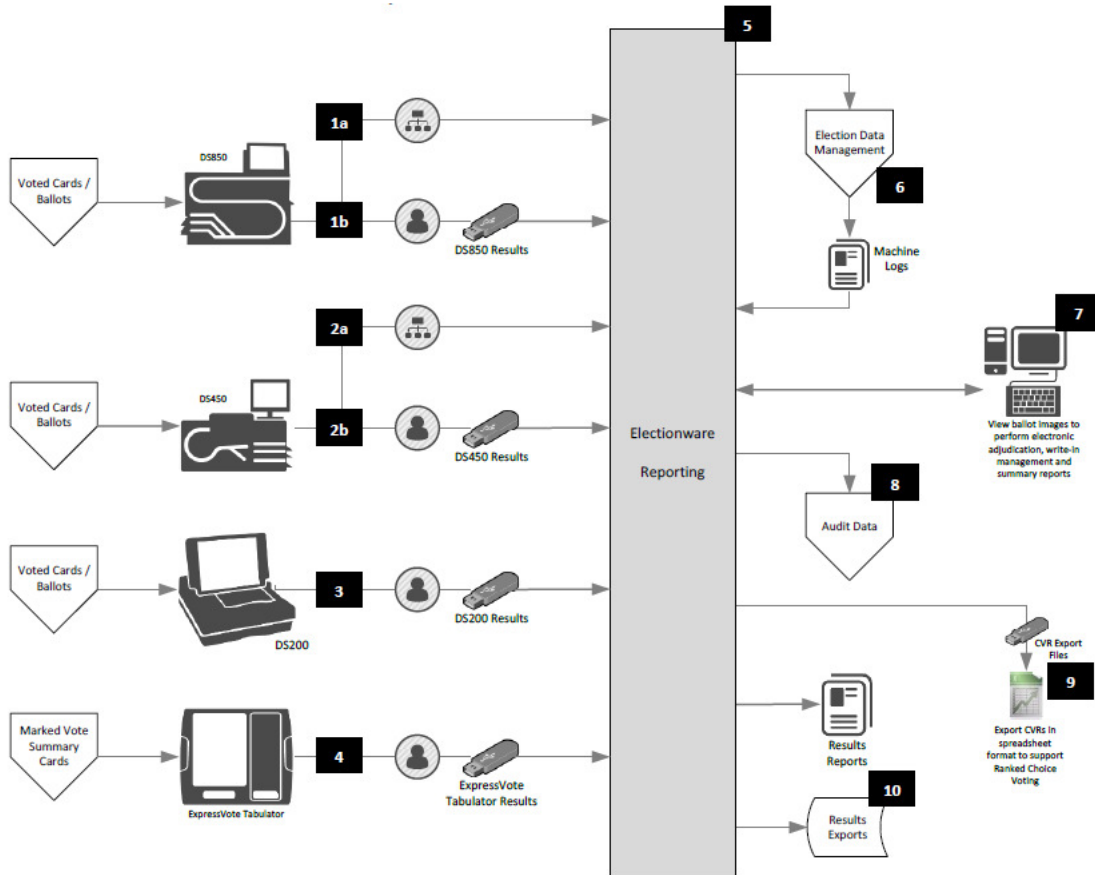 5
1a
DS850
Voted Cards /
Ballots
1b
DS850 Results
Election Data
Management
6
Machine
Logs
2a
7
DS450
Voted Cards /
Ballots
2b
DS450 Results
Electionware
Reporting
View ballot images to
perform electronic
adjudication, write-in
management and
summary reports
8
Audit Data
Voted Cards /
Ballots
3
DS200 Results
DS200
CVR Export
Files
9
Export CVRs in
spreadsheet
format to support
Ranked Choice
Voting
Marked Vote
Summary
Cards
4
ExpressVote
Tabulator Results
ExpressVote Tabulator
Results
Reports
10
Results
Exports